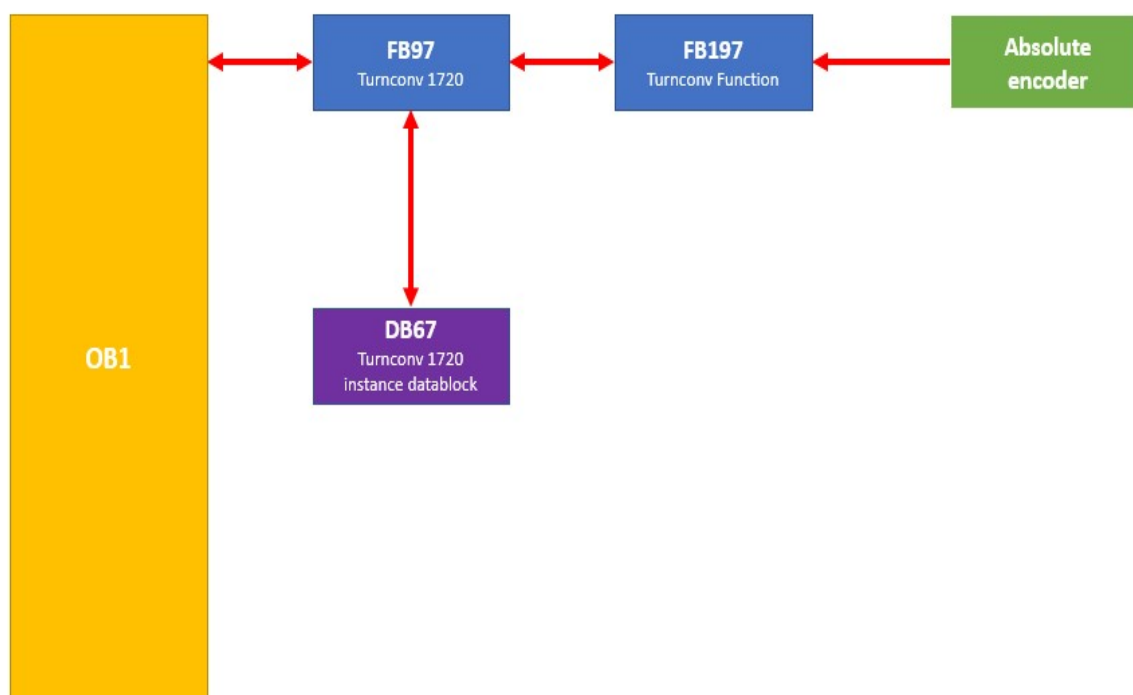 OB1
FB97
Turnconv 1720
FB197
Turnconv Function
Absolute
encoder
DB67
Turnconv 1720
instance datablock